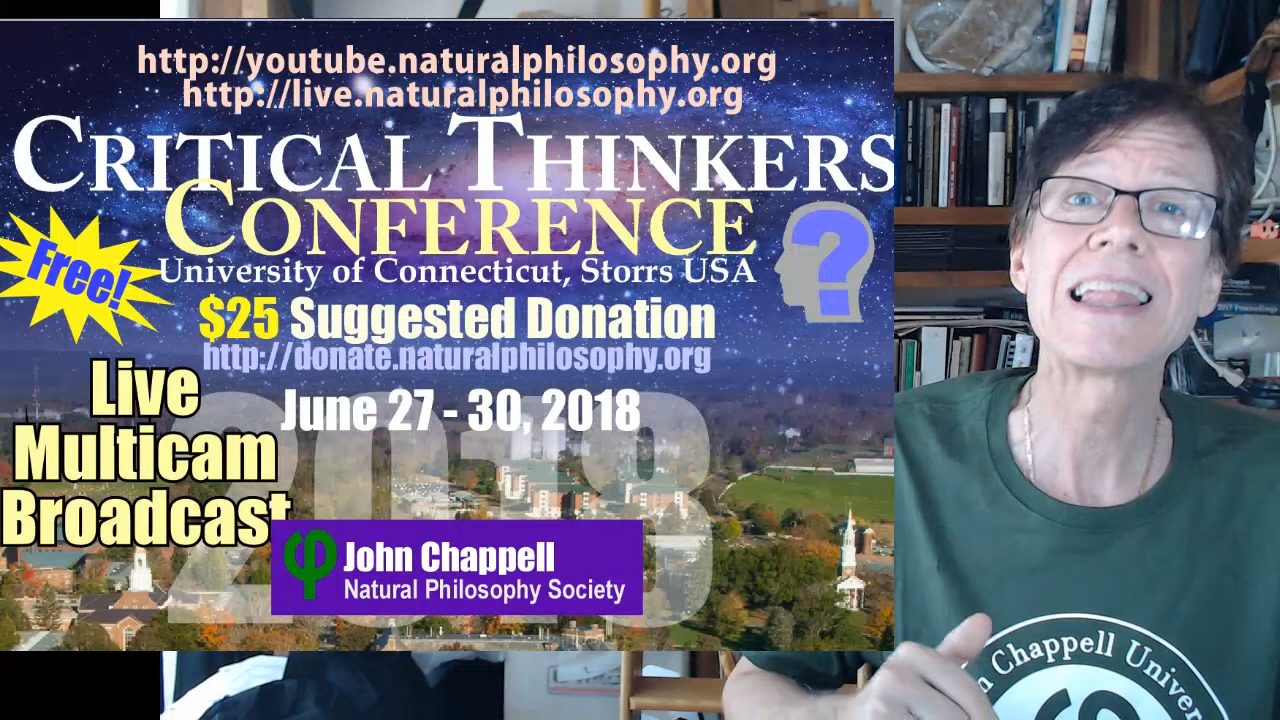 http://youtube.naturalphilosophy.org
http://live.naturalphilosophy.org
CRITICAL THINKERS
CONFERENCE
University of Connecticut, Storrs USA
Free!
?
$25 Suggested Donation
http://donate.naturalphilosophy.org
June 27 - 30, 2018
Live
Multicam
Broadcast
2018
φ John Chappell
Natural Philosophy Society
Chappell
2017 Proceedings